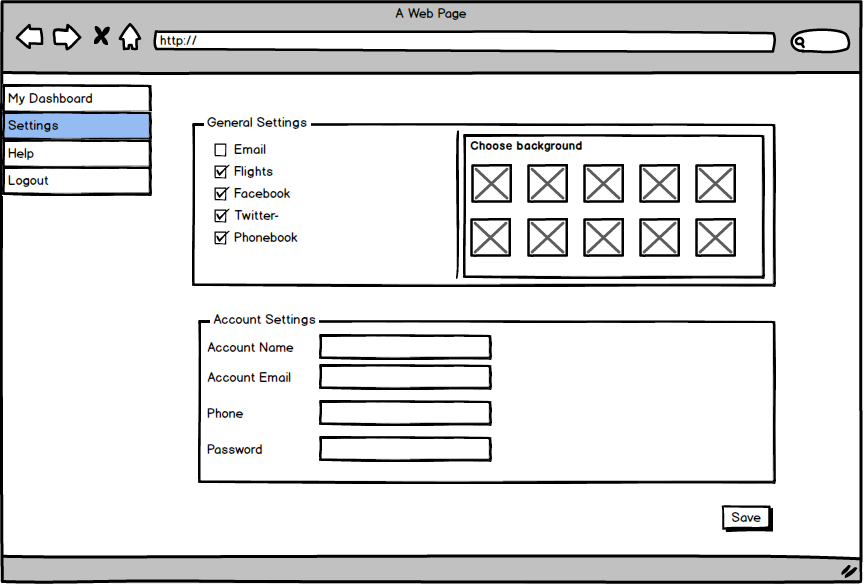 A Web Page
http://
My Dashboard
Settings
Help
Logout
General Settings
Email
Flights
Facebook
Twitter-
Phonebook
Choose background
Account Settings
Account Name
Account Email
Phone
Password
Save